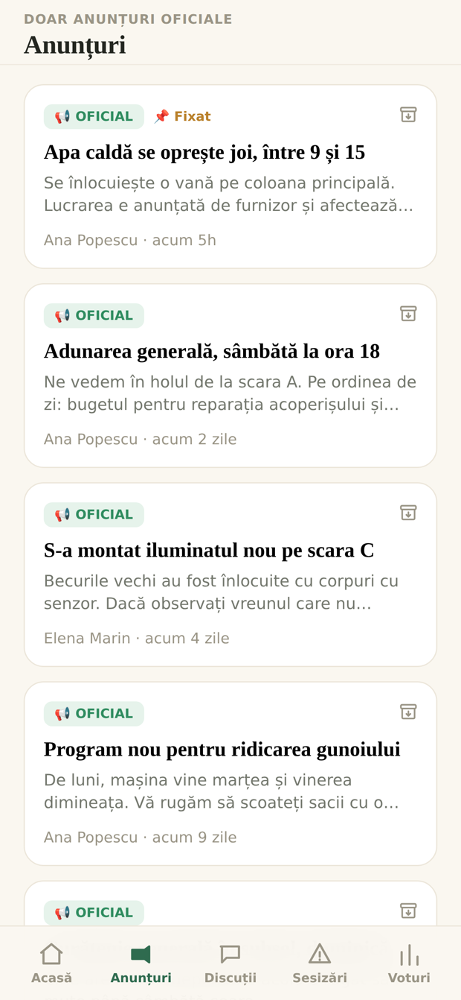 DOAR ANUNȚURI OFICIALE
Anunțuri
📢 OFICIAL 📌 Fixat
Apa caldă se oprește joi, între 9 și 15
Se înlocuiește o vană pe coloana principală.
Lucrarea e anunțată de furnizor și afectează…
Ana Popescu · acum 5h
📢 OFICIAL
Adunarea generală, sâmbătă la ora 18
Ne vedem în holul de la scara A. Pe ordinea de
zi: bugetul pentru reparația acoperișului și…
Ana Popescu · acum 2 zile
📢 OFICIAL
S-a montat iluminatul nou pe scara C
Becurile vechi au fost înlocuite cu corpuri cu
senzor. Dacă observați vreunul care nu…
Elena Marin · acum 4 zile
📢 OFICIAL
Program nou pentru ridicarea gunoiului
De luni, mașina vine marțea și vinerea
dimineața. Vă rugăm să scoateți sacii cu o…
Ana Popescu · acum 9 zile
📢 OFICIAL
Acasă Anunțuri Discuții Sesizări Voturi